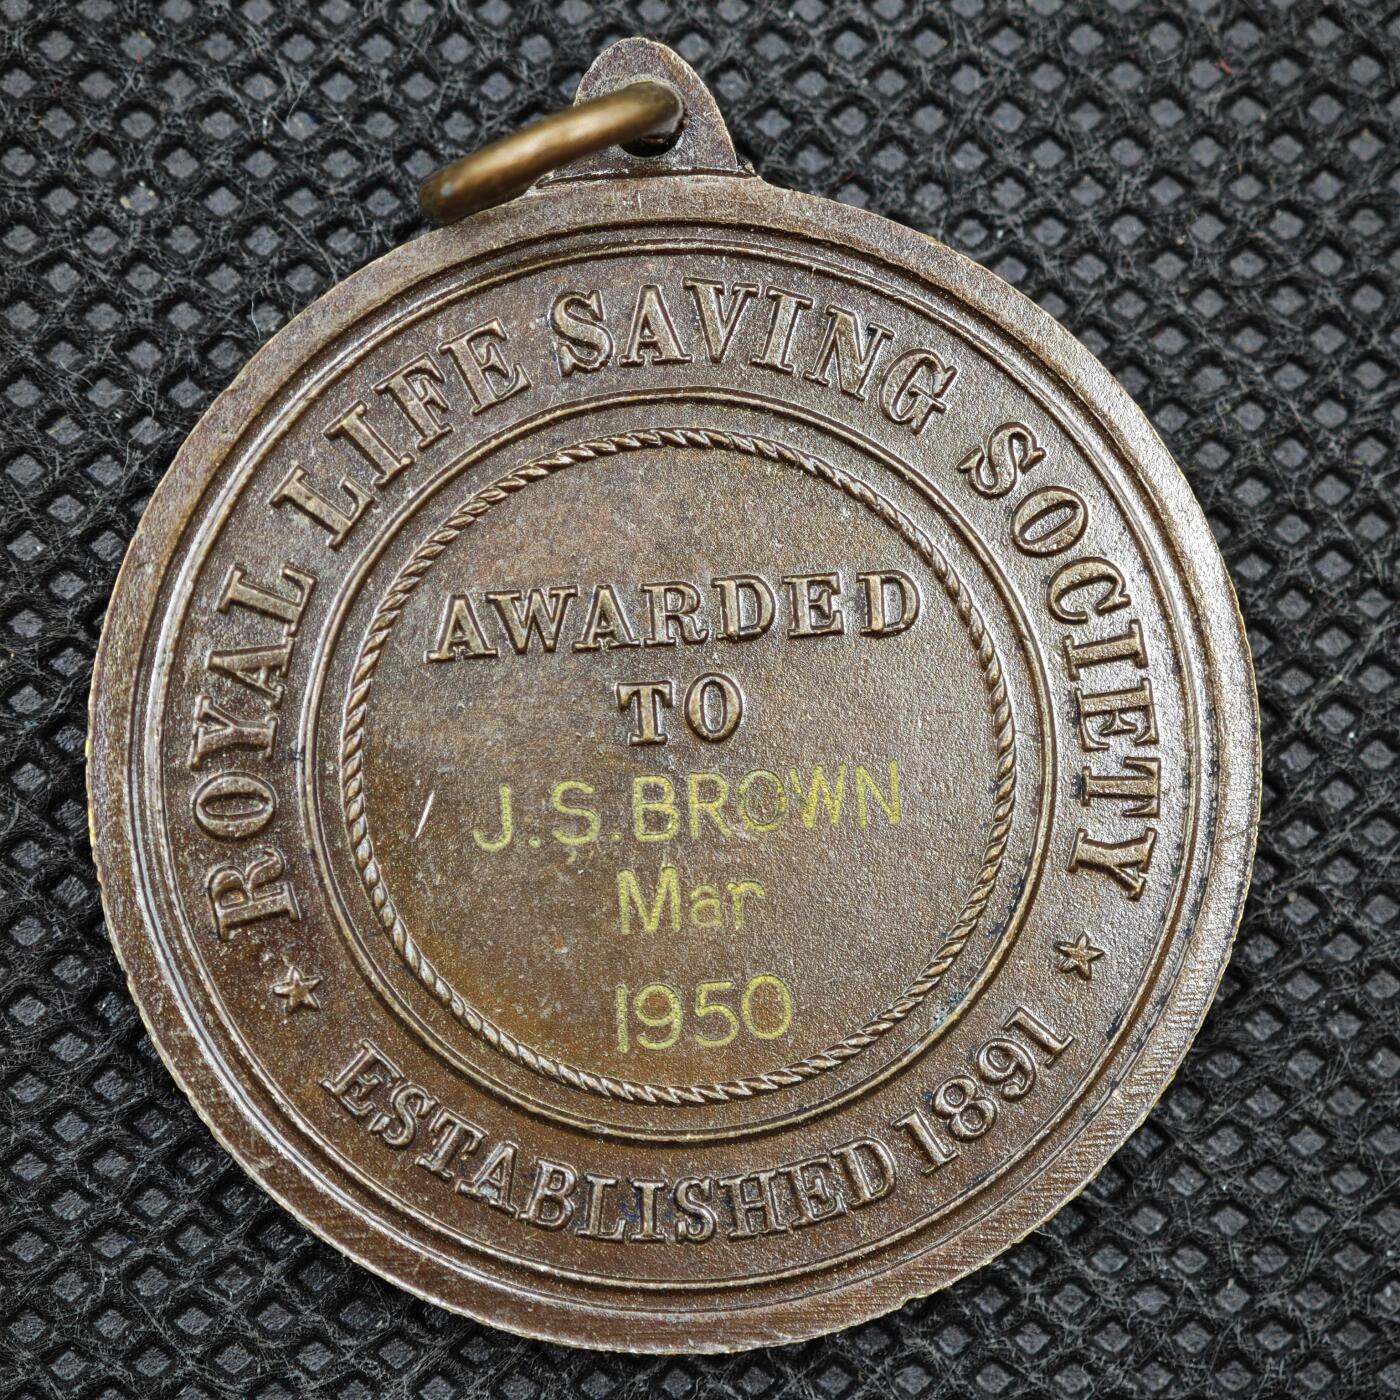 ROYAL LIFE SAVING SOCIETY
AWARDED
TO
J.S.BROWN
Mar
1950
ESTABLISHED 1891